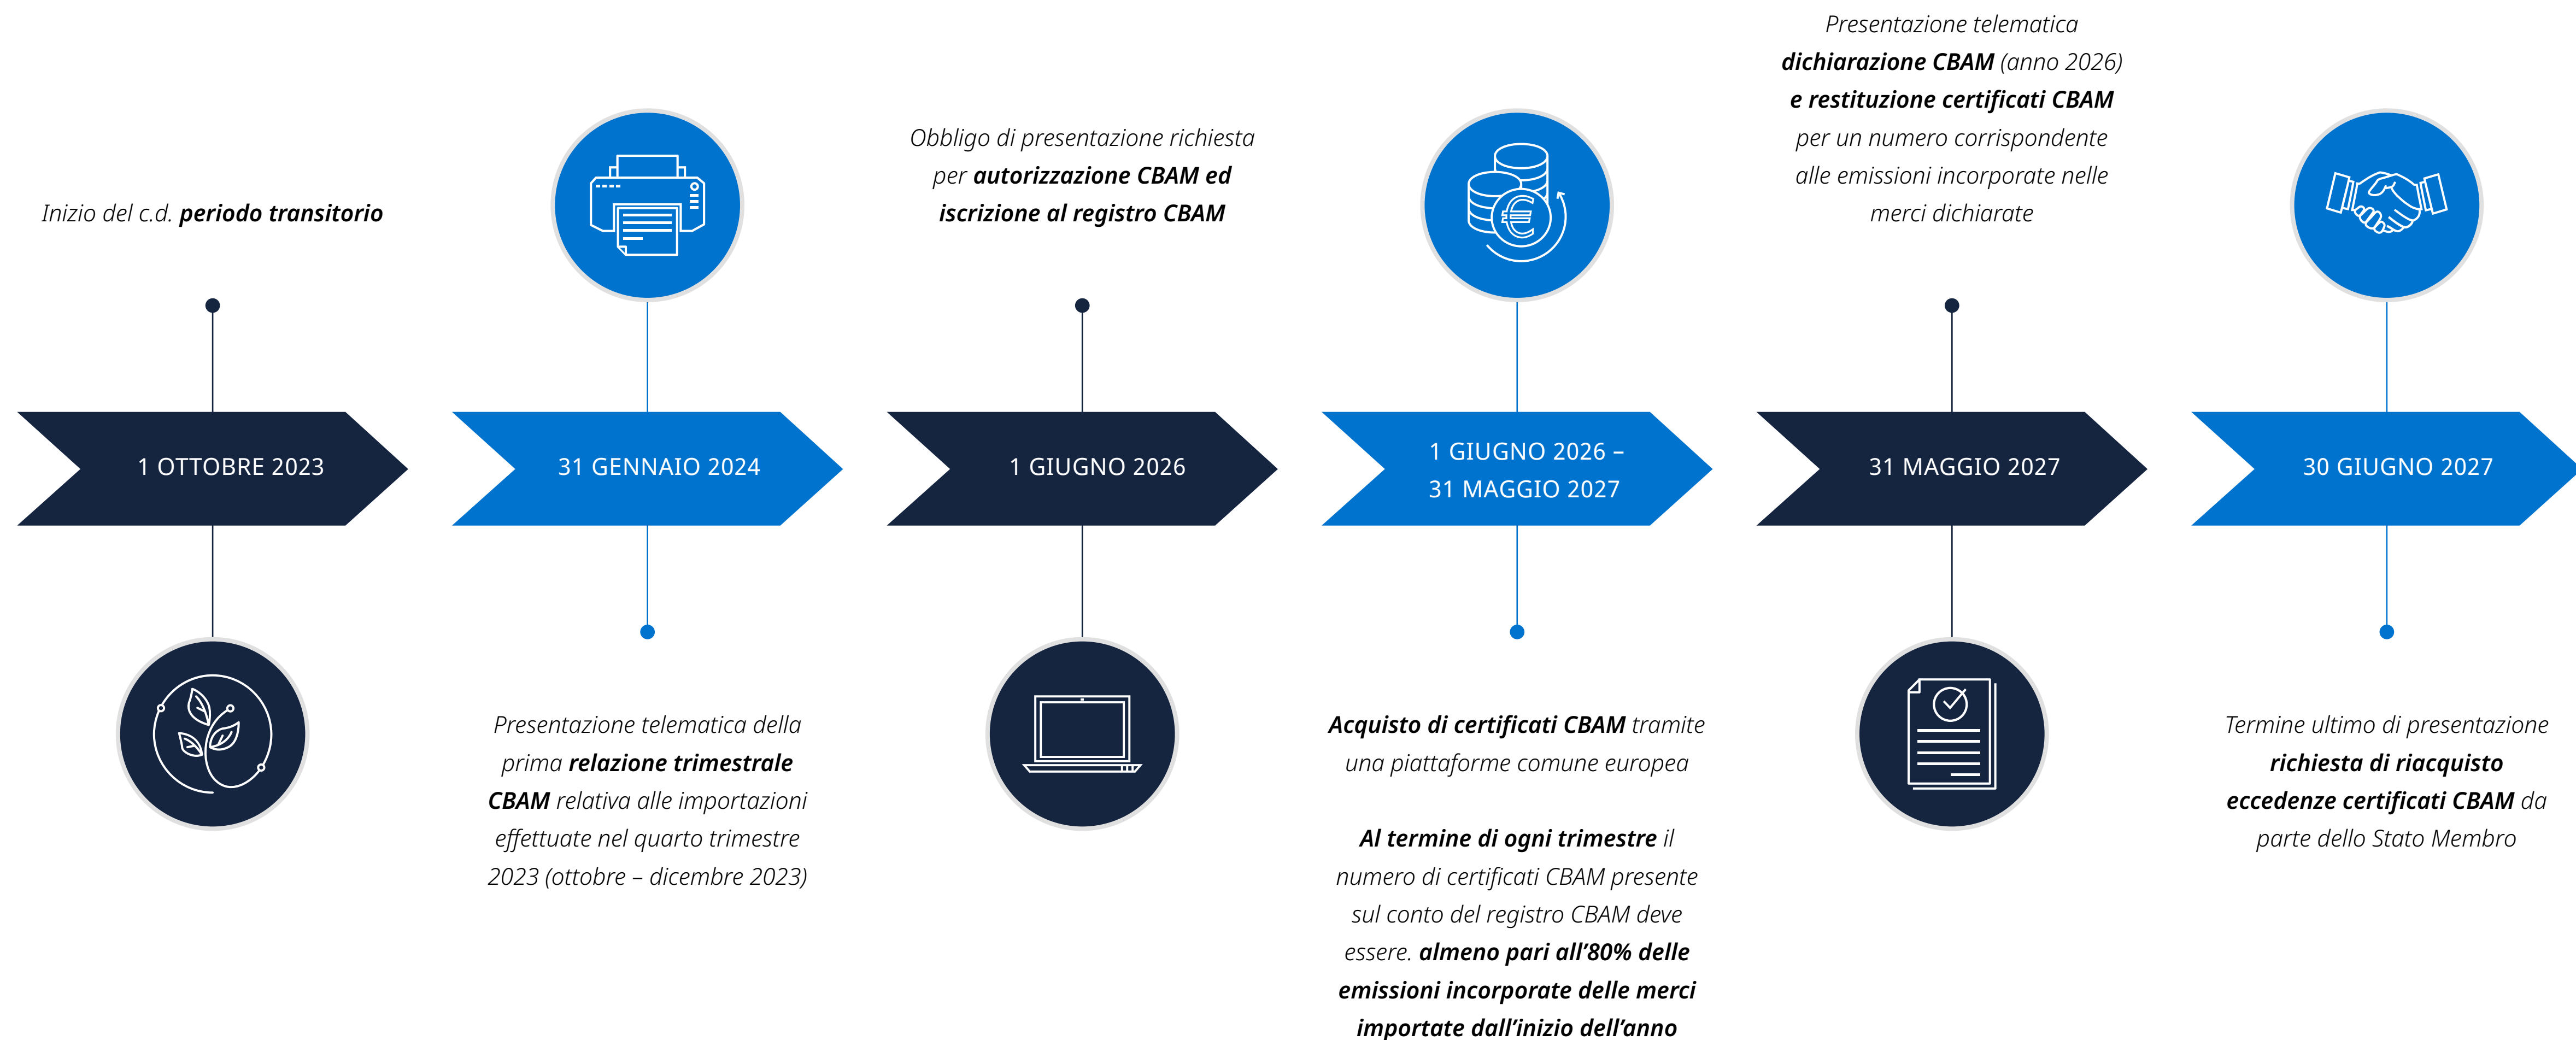 Inizio del c.d. periodo transitorio
1 OTTOBRE 2023
31 GENNAIO 2024
Presentazione telematica della
prima relazione trimestrale
CBAM relativa alle importazioni
effettuate nel quarto trimestre
2023 (ottobre – dicembre 2023)
Obbligo di presentazione richiesta
per autorizzazione CBAM ed
iscrizione al registro CBAM
1 GIUGNO 2026
1 GIUGNO 2026 –
31 MAGGIO 2027
Acquisto di certificati CBAM tramite
una piattaforme comune europea
Al termine di ogni trimestre il
numero di certificati CBAM presente
sul conto del registro CBAM deve
essere. almeno pari all’80% delle
emissioni incorporate delle merci
importate dall’inizio dell’anno
Presentazione telematica
dichiarazione CBAM (anno 2026)
e restituzione certificati CBAM
per un numero corrispondente
alle emissioni incorporate nelle
merci dichiarate
31 MAGGIO 2027
30 GIUGNO 2027
Termine ultimo di presentazione
richiesta di riacquisto
eccedenze certificati CBAM da
parte dello Stato Membro